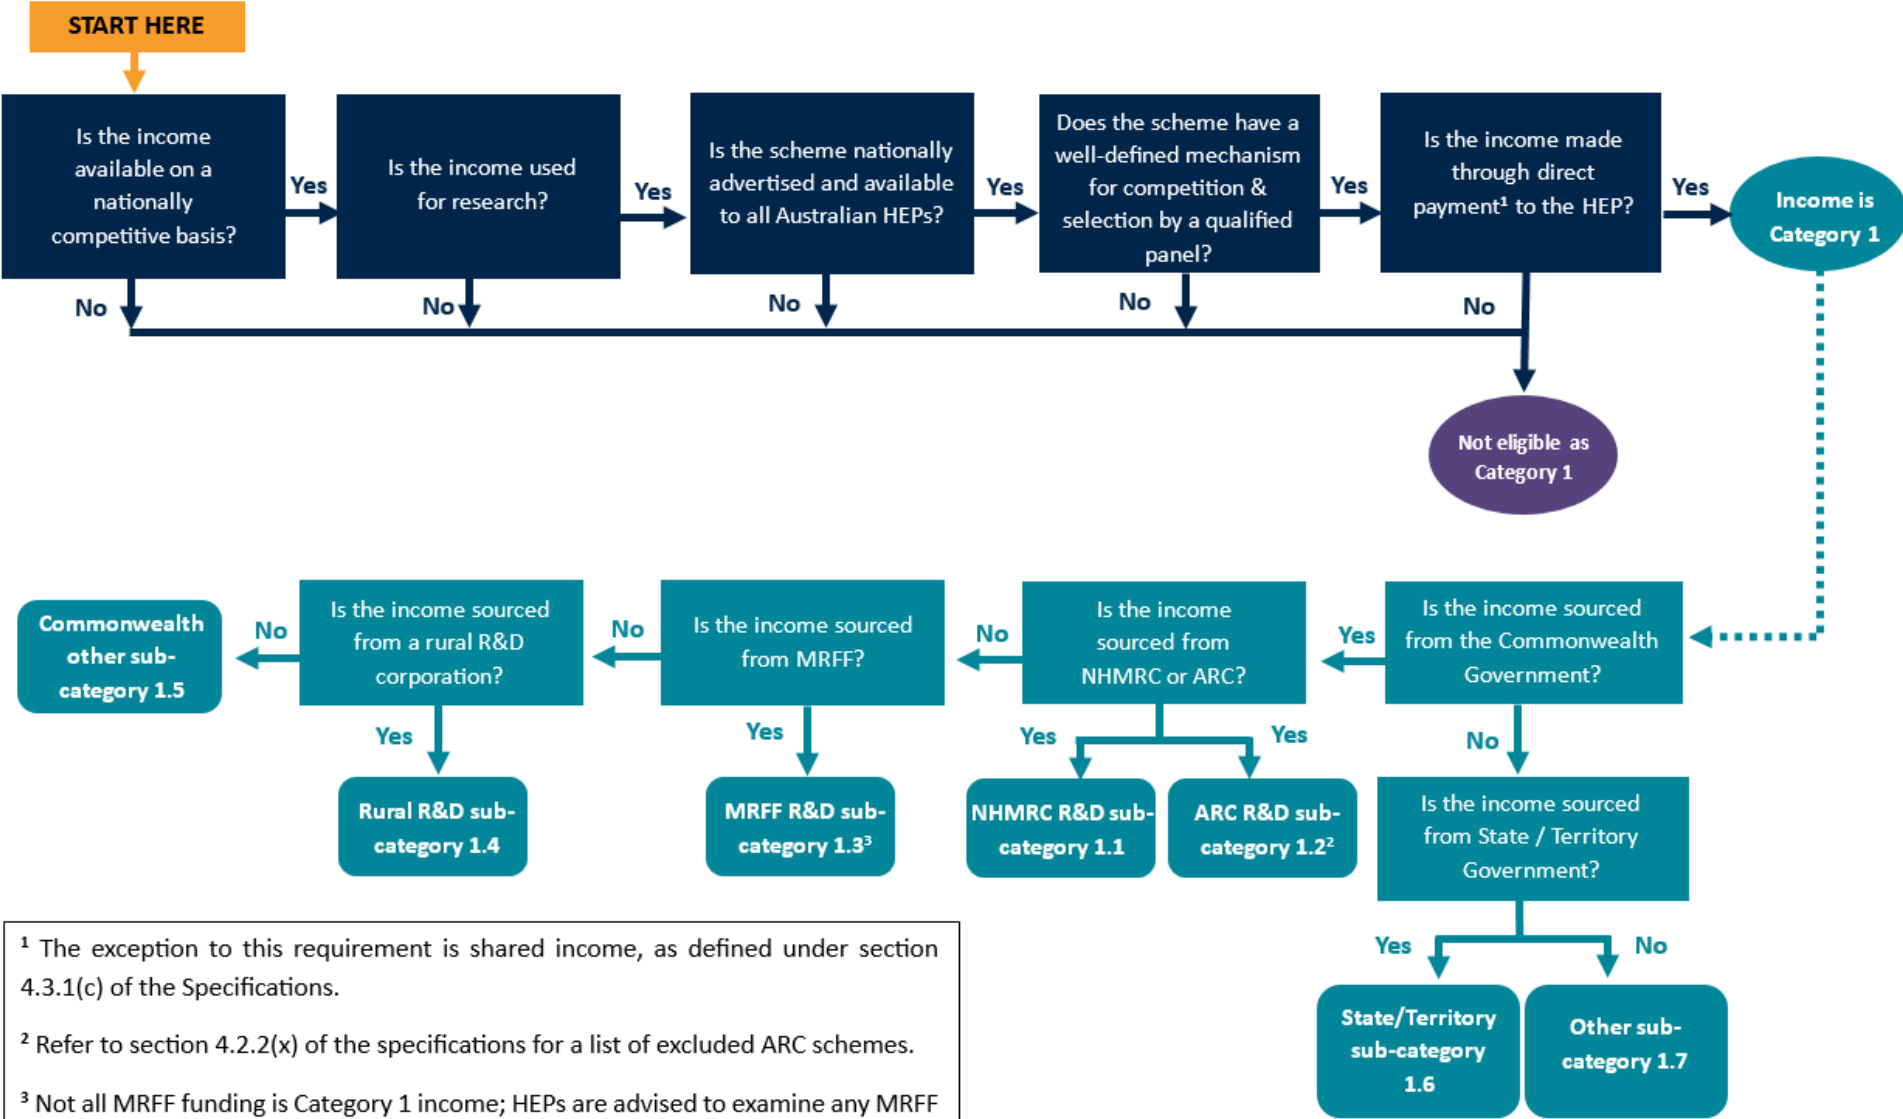 START HERE
Is the income
available on a
nationally
competitive basis?
Yes
Is the income used
for research?
Yes
Is the scheme nationally
advertised and available
to all Australian HEPs?
Yes
Does the scheme have a
well-defined mechanism
for competition &
selection by a qualified
panel?
Yes
Is the income made
through direct
payment¹ to the HEP?
Yes
Income is
Category 1
No
No
No
No
No
Not eligible as
Category 1
Commonwealth
other sub-
category 1.5
No
Is the income sourced
from a rural R&D
corporation?
No
Is the income sourced
from MRFF?
No
Is the income
sourced from
NHMRC or ARC?
Yes
Is the income sourced
from the Commonwealth
Government?
Yes
Yes
Yes
Yes
No
Rural R&D sub-
category 1.4
MRFF R&D sub-
category 1.3³
NHMRC R&D sub-
category 1.1
ARC R&D sub-
category 1.2²
Is the income sourced
from State / Territory
Government?
Yes
No
State/Territory
sub-category
1.6
Other sub-
category 1.7
¹ The exception to this requirement is shared income, as defined under section
4.3.1(c) of the Specifications.
² Refer to section 4.2.2(x) of the specifications for a list of excluded ARC schemes.
³ Not all MRFF funding is Category 1 income; HEPs are advised to examine any MRFF